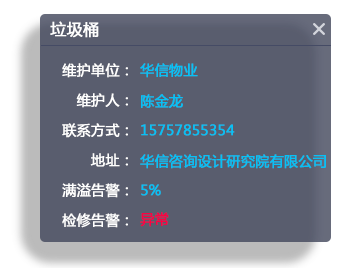 垃圾桶
维护单位： 华信物业
维护人： 陈金龙
联系方式： 15757855354
地址： 华信咨询设计研究院有限公司
满溢告警： 5%
检修告警： 异常